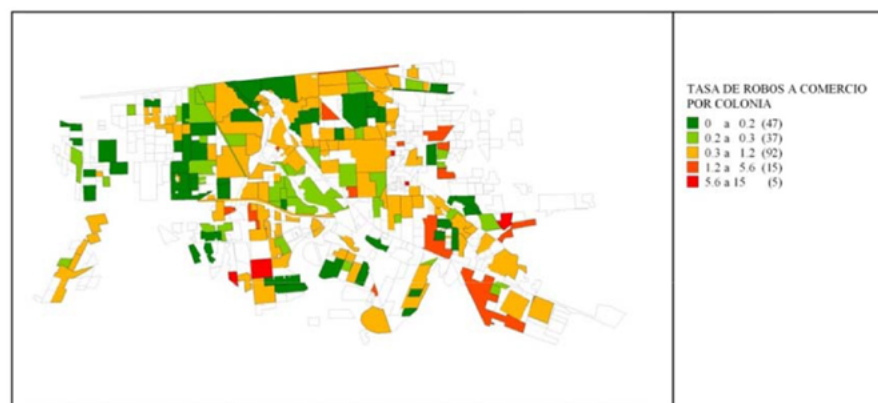 TASA DE ROBOS A COMERCIO
POR COLONIA
0 a 0.2 (47)
0.2 a 0.3 (37)
0.3 a 1.2 (92)
1.2 a 5.6 (15)
5.6 a 15 (5)